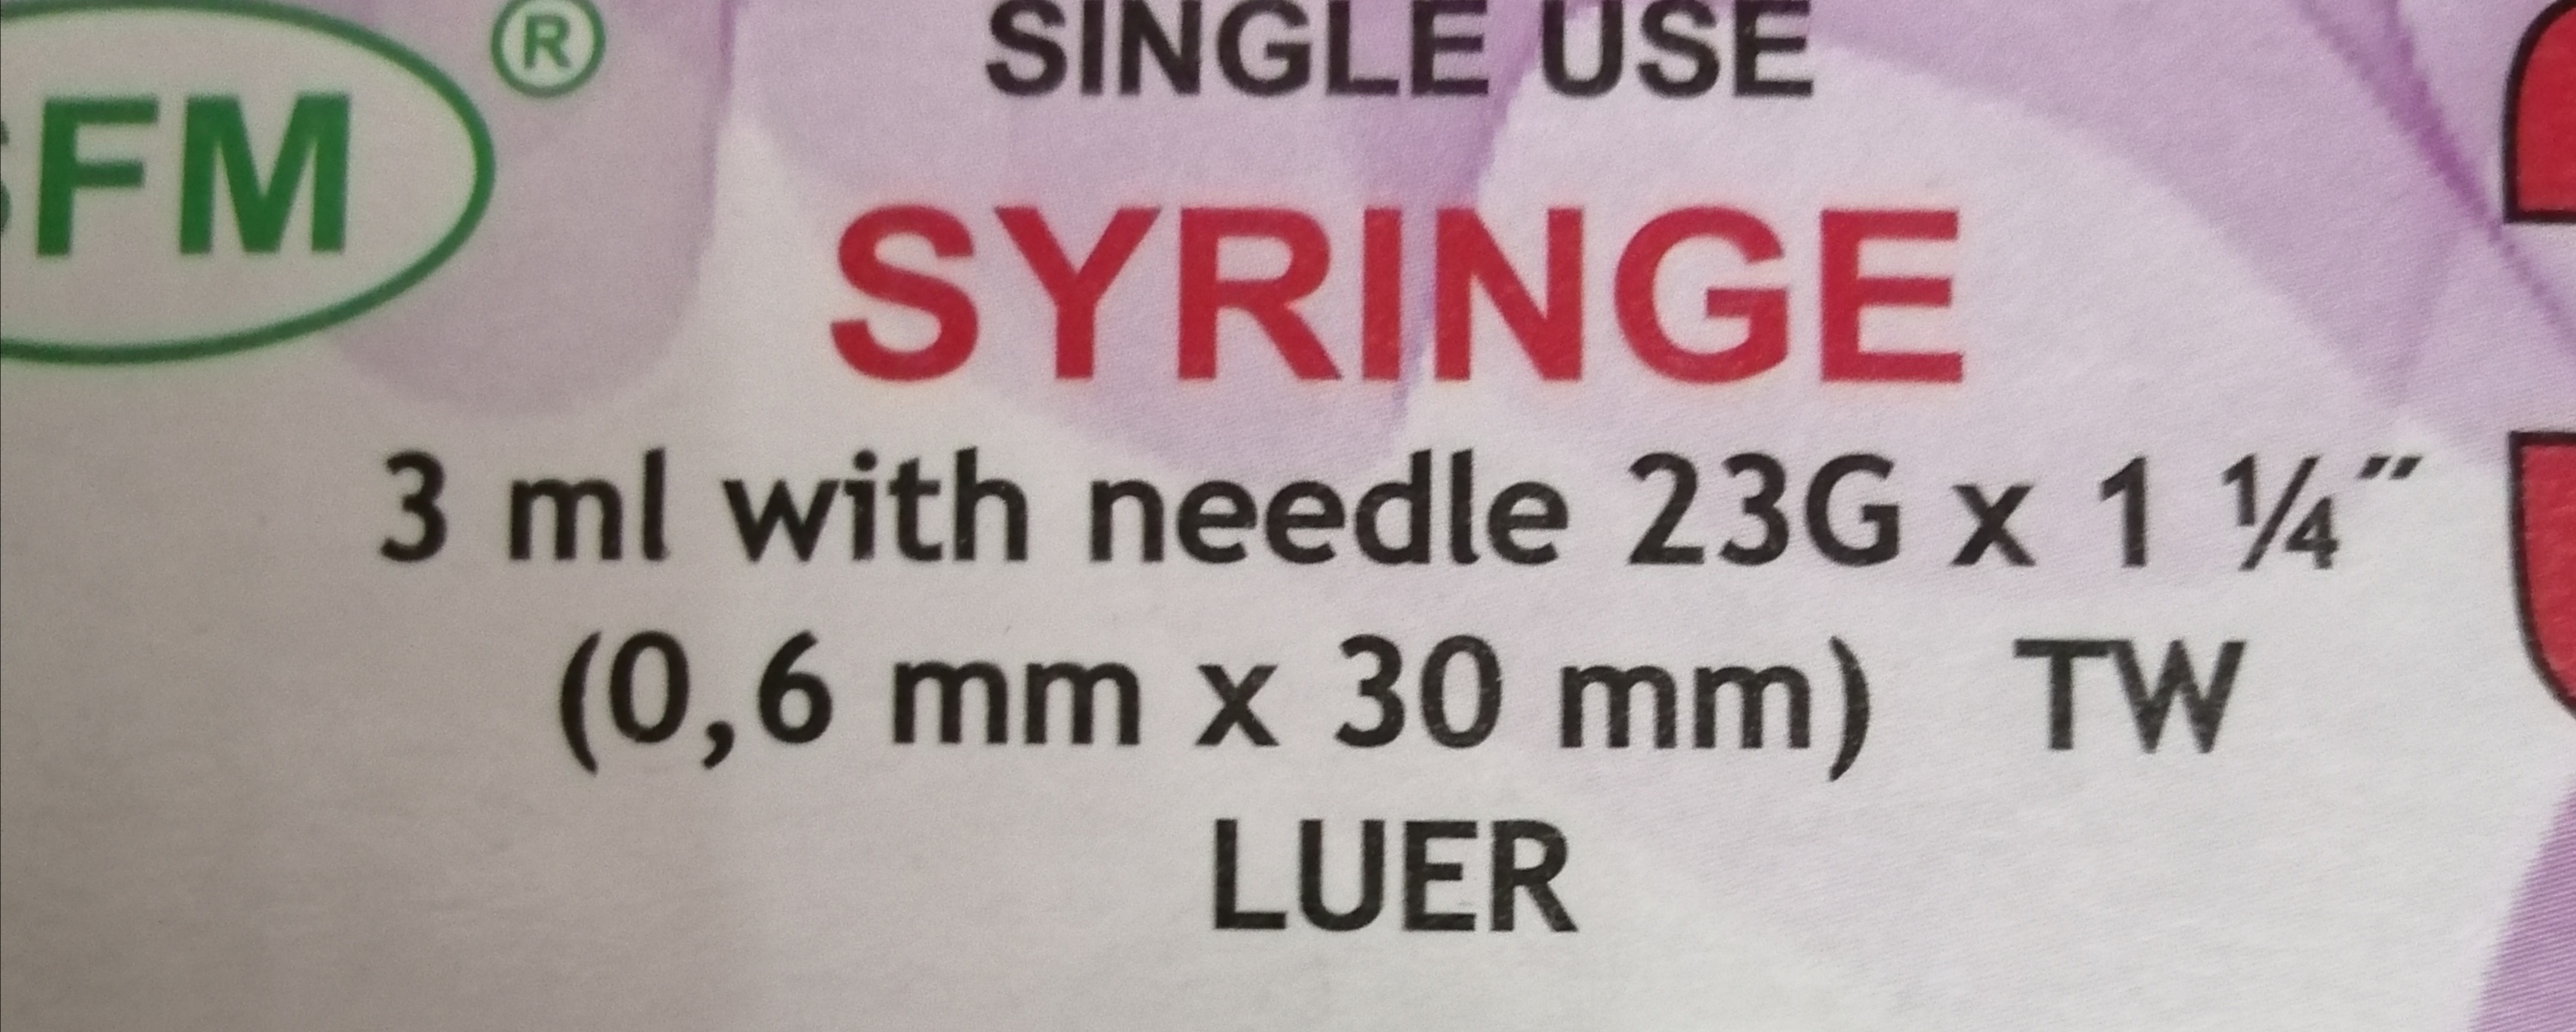 SFM ®
SINGLE USE
SYRINGE
3 ml with needle 23G x 1 ¼˝
(0,6 mm x 30 mm) TW
LUER